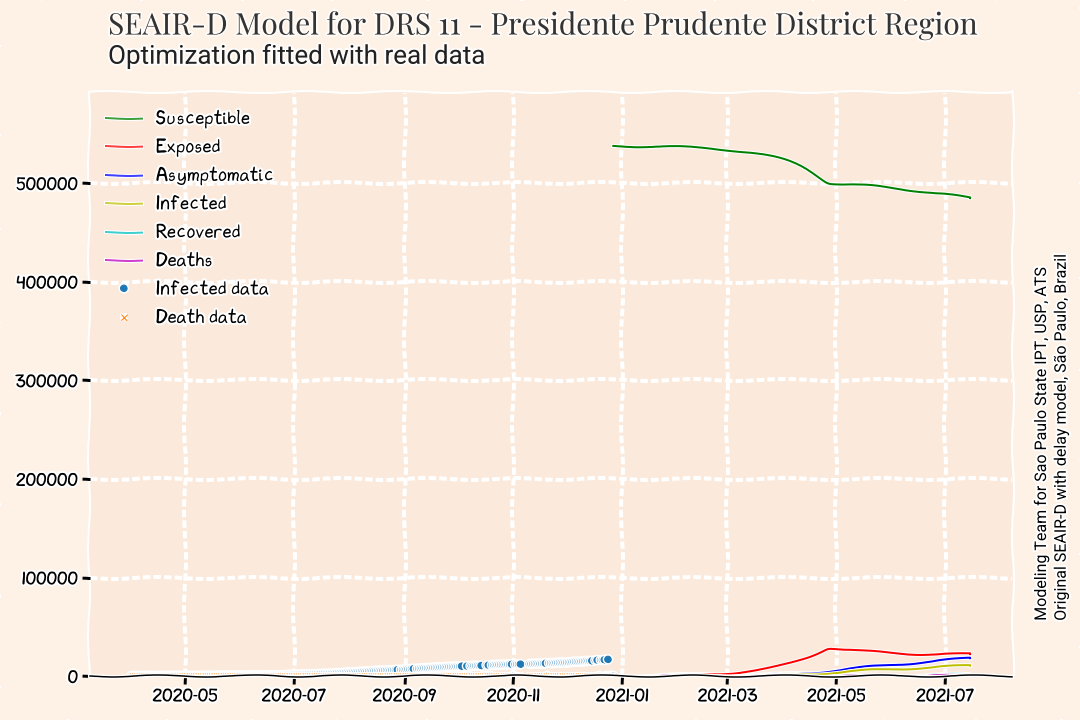 SEAIR-D Model for DRS 11 - Presidente Prudente District Region
Optimization fitted with real data
Susceptible
Exposed
Asymptomatic
Infected
Recovered
Deaths
Infected data
Death data
500000
400000
300000
200000
100000
0
2020-05
2020-07
2020-09
2020-11
2021-01
2021-03
2021-05
2021-07
Modeling Team for Sao Paulo State IPT, USP, ATS
Original SEAIR-D with delay model, São Paulo, Brazil